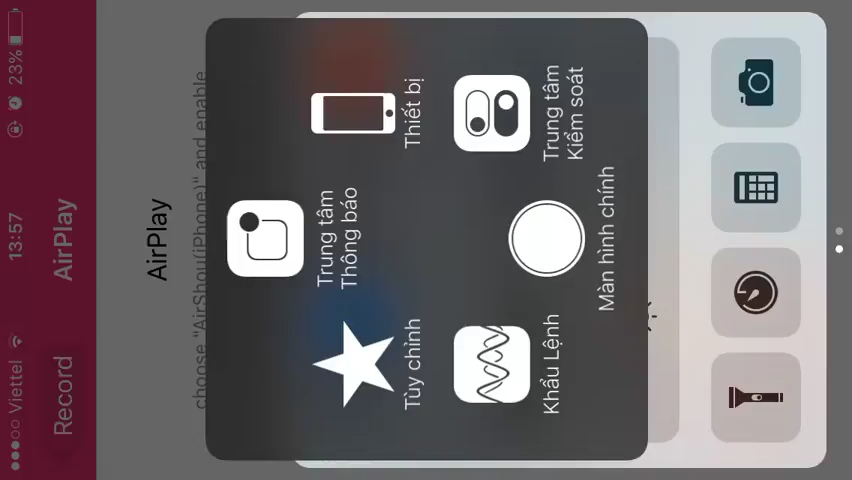 Viettel 13:57 23%
Record AirPlay
AirPlay
choose "AirShou(iPhone)" and enable
Trung tâm
Thông báo
Tùy chỉnh
Thiết bị
Khẩu Lệnh
Trung tâm
Kiểm soát
Màn hình chính